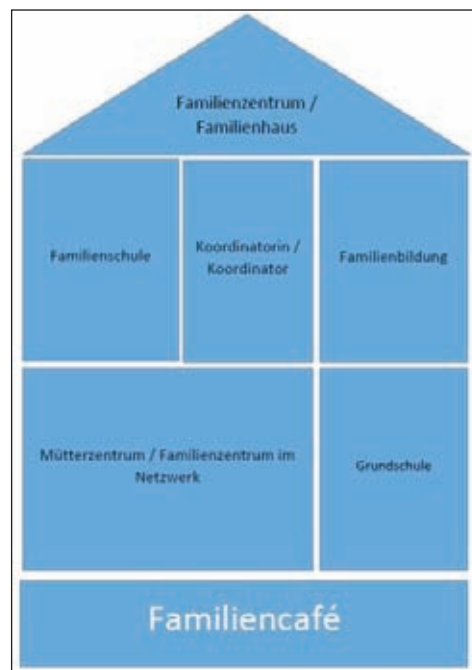 Familienzentrum /
Familienhaus
Familienschule
Koordinatorin /
Koordinator
Familienbildung
Mütterzentrum / Familienzentrum im
Netzwerk
Grundschule
Familiencafé